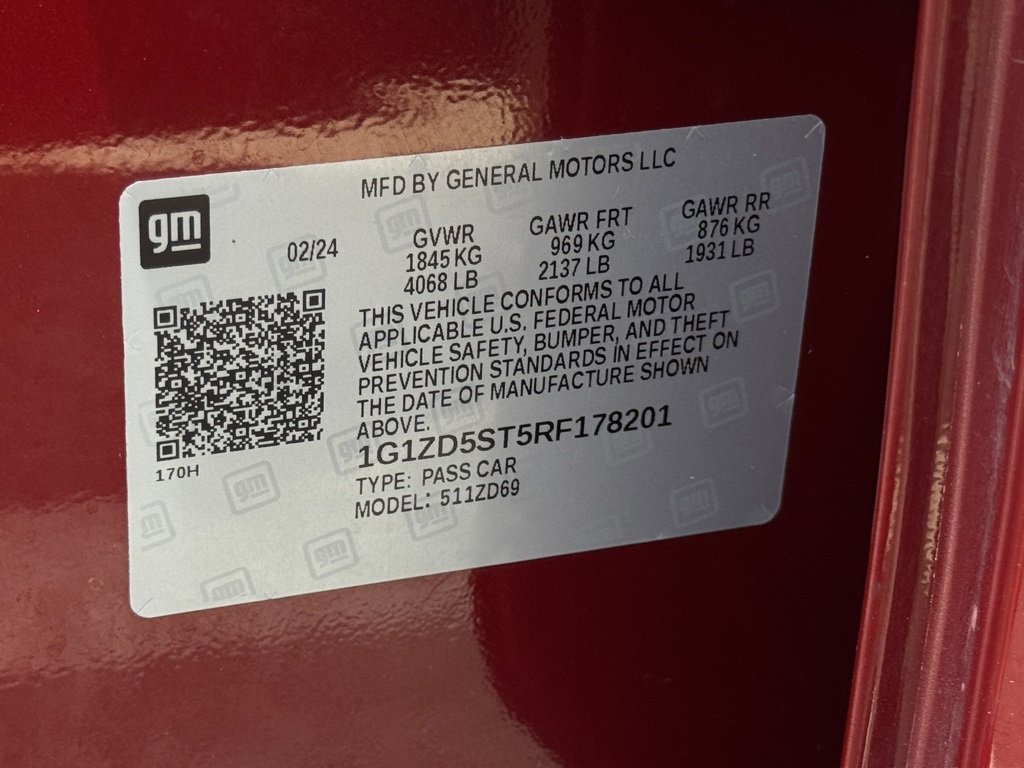 MFD BY GENERAL MOTORS LLC
gm
02/24
GVWR
1845 KG
4068 LB
GAWR FRT
969 KG
2137 LB
GAWR RR
876 KG
1931 LB
THIS VEHICLE CONFORMS TO ALL
APPLICABLE U.S. FEDERAL MOTOR
VEHICLE SAFETY, BUMPER, AND THEFT
PREVENTION STANDARDS IN EFFECT ON
THE DATE OF MANUFACTURE SHOWN
ABOVE.
1G1ZD5ST5RF178201
TYPE: PASS CAR
MODEL: 511ZD69
170H